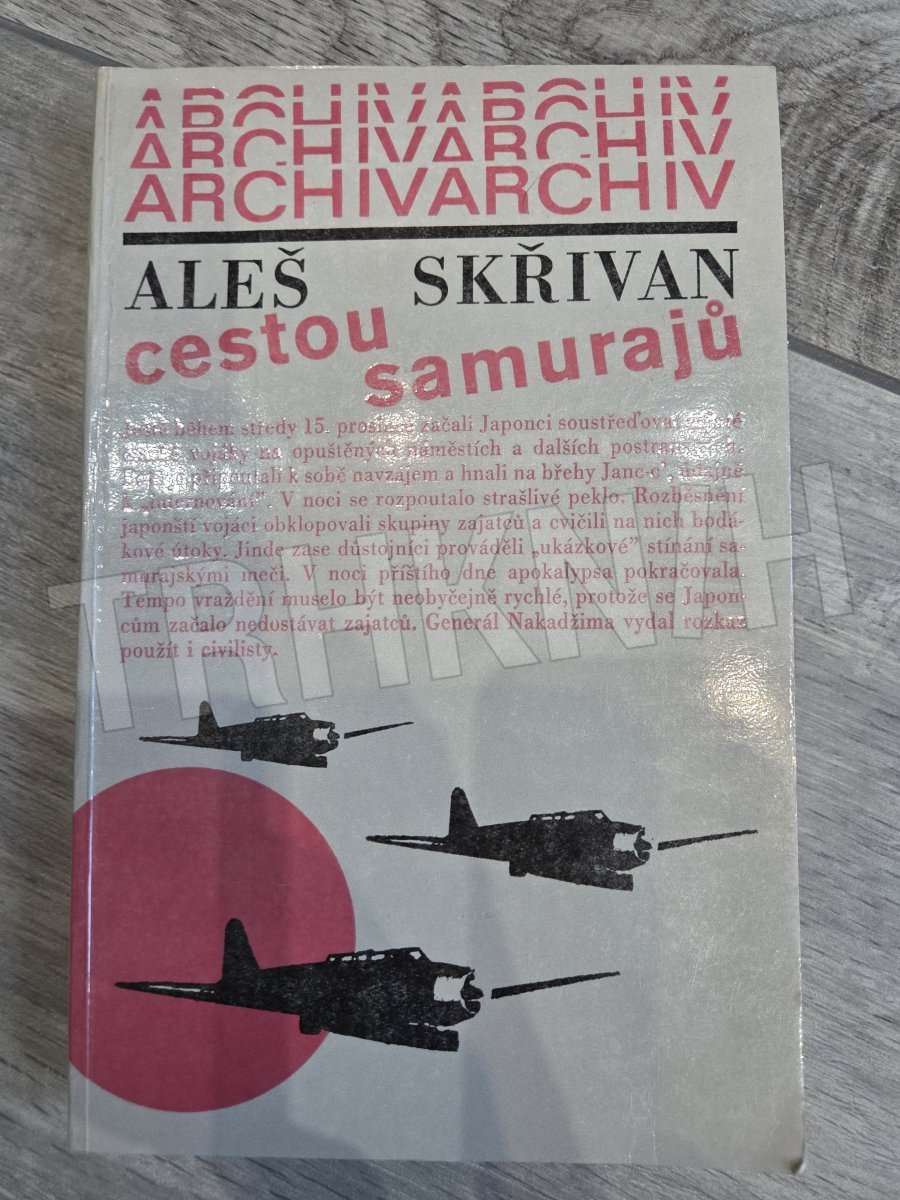 ARCHIVARCHIV
ARCHIVARCHIV
ARCHIVARCHIV
ALEŠ SKŘIVAN
cestou
samurajů
Ještě během středy 15. prosince začali Japonci soustřeďovat
vojáky na opuštěných náměstích a dalších
připoutali k sobě navzájem a hnali na břehy Jang-c’, údajně
k „internování”. V noci se rozpoutalo strašlivé peklo. Rozběsnění
japonští vojáci obklopovali skupiny zajatců a cvičili na nich bodá-
kové útoky. Jinde zase důstojníci prováděli „ukázkové” stínání sa-
murajskými meči. V noci příštího dne apokalypsa pokračovala.
Tempo vraždění muselo být neobyčejně rychlé, protože se Japon-
cům začalo nedostávat zajatců. Generál Nakadžima vydal rozkaz
použít i civilisty.
TRHKNIH